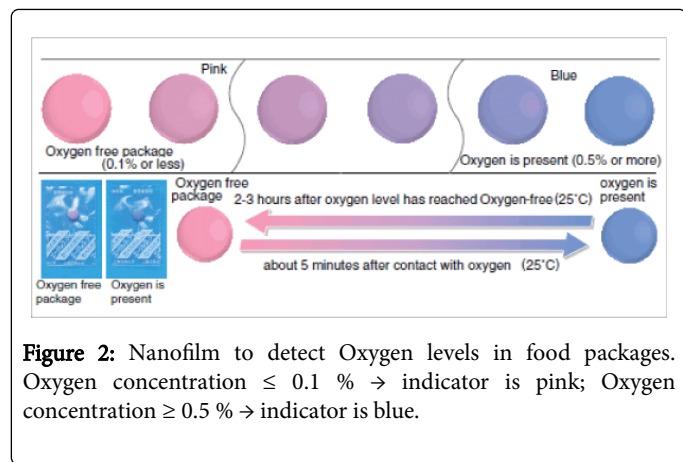 Pink
Blue
Oxygen free package
(0.1% or less)
Oxygen is present (0.5% or more)
Oxygen free
package
2-3 hours after oxygen level has reached Oxygen-free (25˚C)
oxygen is
present
about 5 minutes after contact with oxygen (25˚C)
Oxygen free
package
Oxygen is
present
Figure 2: Nanofilm to detect Oxygen levels in food packages.
Oxygen concentration ≤ 0.1 % → indicator is pink; Oxygen
concentration ≥ 0.5 % → indicator is blue.